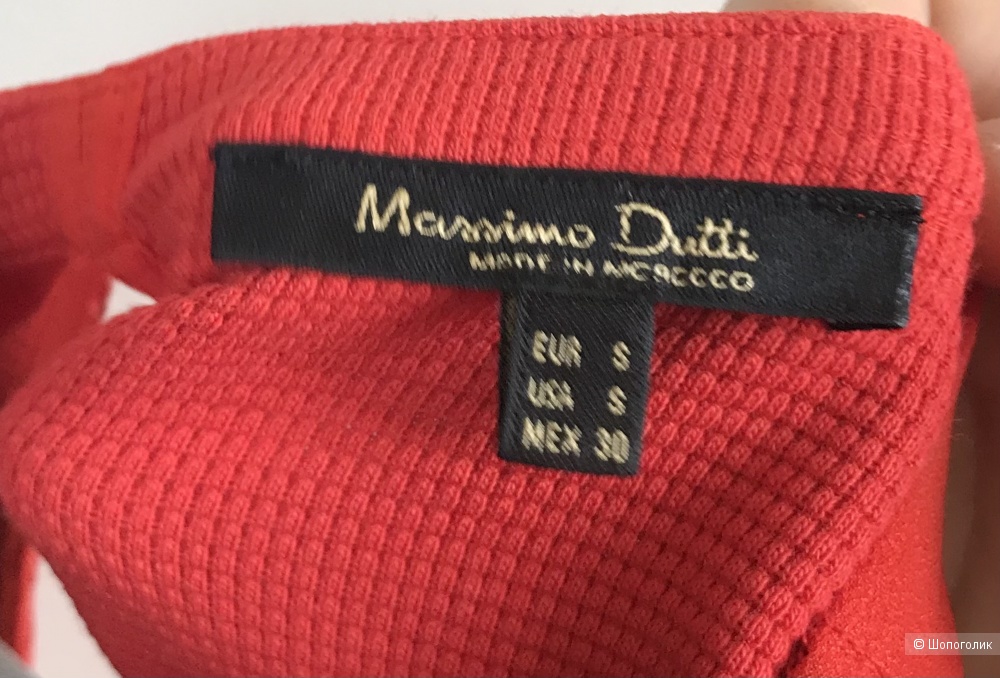 Massimo Dutti
MADE IN MOROCCO
EUR S
USA S
MEX 30
© Шопоголик